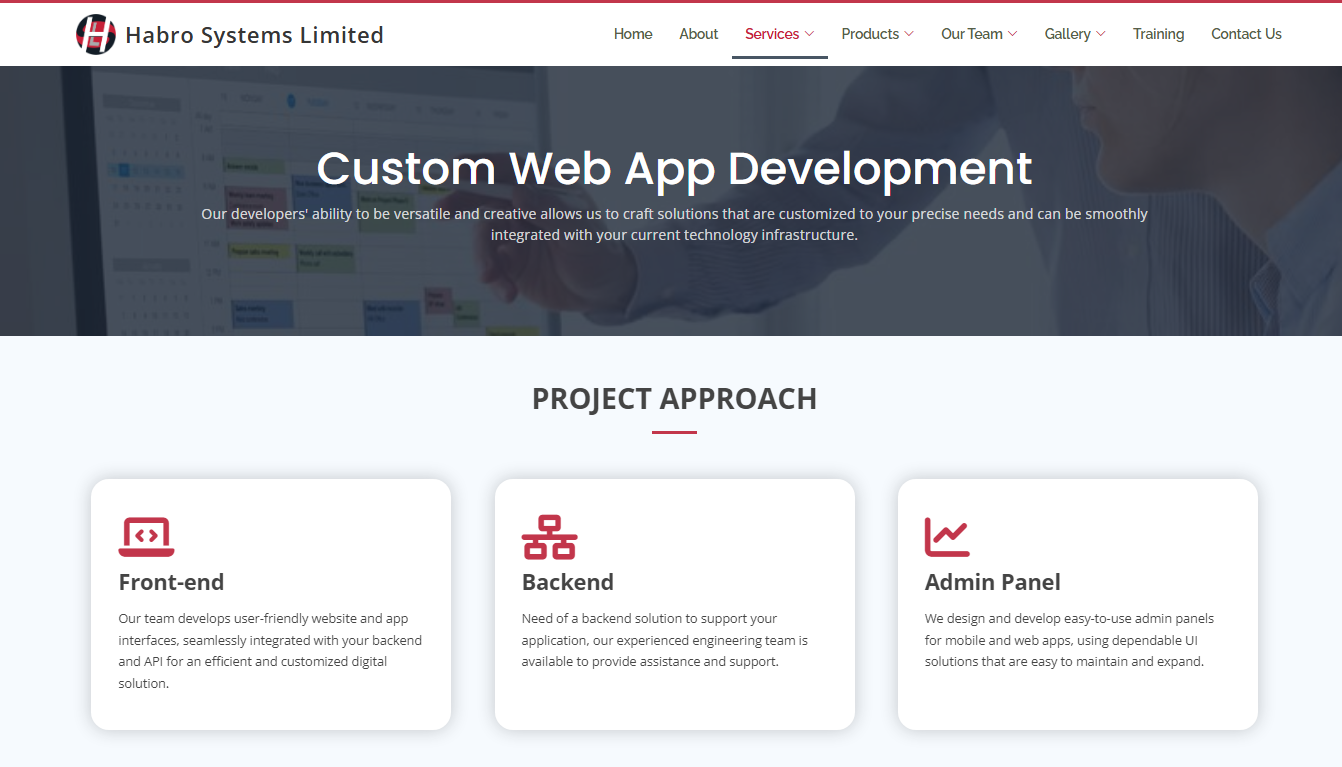 Habro Systems Limited
Home About Services Products Our Team Gallery Training Contact Us
Custom Web App Development
Our developers' ability to be versatile and creative allows us to craft solutions that are customized to your precise needs and can be smoothly
integrated with your current technology infrastructure.
PROJECT APPROACH
Front-end
Our team develops user-friendly website and app
interfaces, seamlessly integrated with your backend
and API for an efficient and customized digital
solution.
Backend
Need of a backend solution to support your
application, our experienced engineering team is
available to provide assistance and support.
Admin Panel
We design and develop easy-to-use admin panels
for mobile and web apps, using dependable UI
solutions that are easy to maintain and expand.